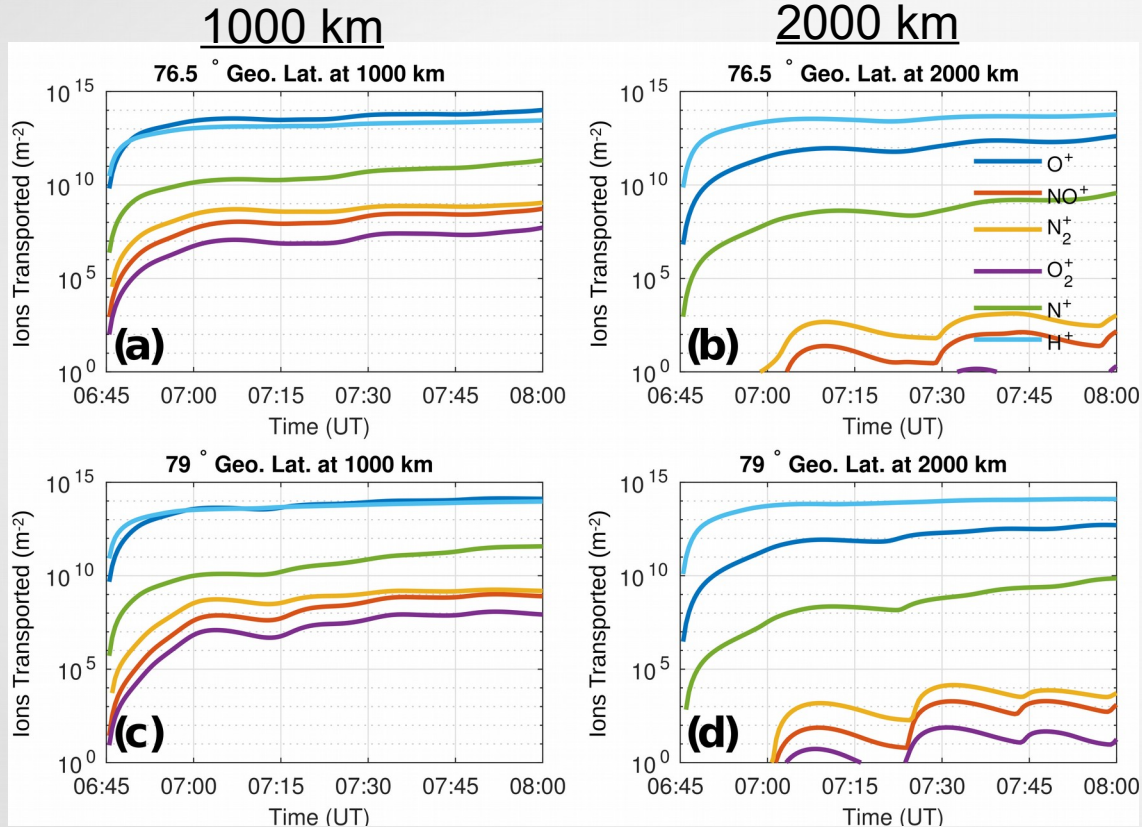 1000 km
2000 km
76.5 ° Geo. Lat. at 1000 km
Ions Transported (m-2)
10 15
10 10
10 5
10 0
(a)
06:45 07:00 07:15 07:30 07:45 08:00
Time (UT)
76.5 ° Geo. Lat. at 2000 km
Ions Transported (m-2)
10 15
10 10
10 5
10 0
O+
NO+
N2+
O2+
N+
H+
(b)
06:45 07:00 07:15 07:30 07:45 08:00
Time (UT)
79 ° Geo. Lat. at 1000 km
Ions Transported (m-2)
10 15
10 10
10 5
10 0
(c)
06:45 07:00 07:15 07:30 07:45 08:00
Time (UT)
79 ° Geo. Lat. at 2000 km
Ions Transported (m-2)
10 15
10 10
10 5
10 0
(d)
06:45 07:00 07:15 07:30 07:45 08:00
Time (UT)